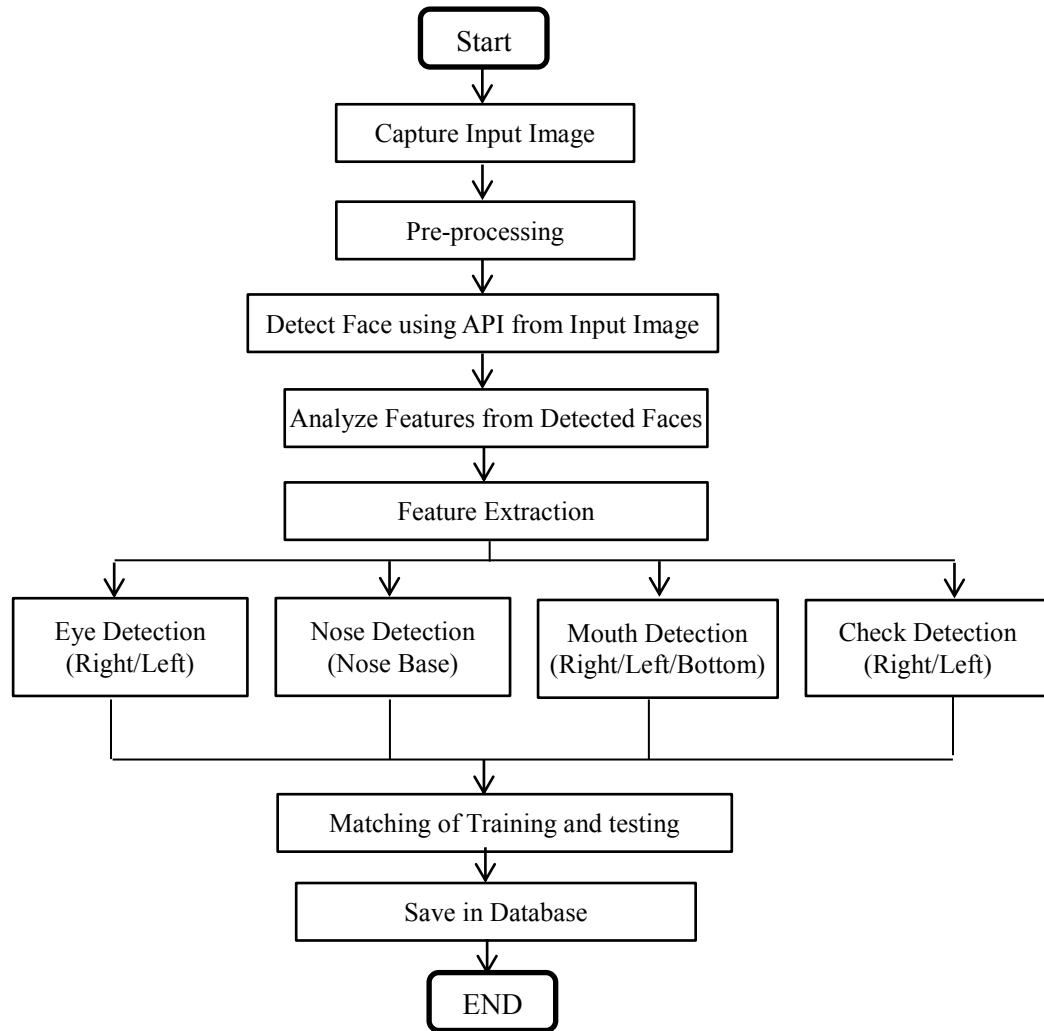 Start
Capture Input Image
Pre-processing
Detect Face using API from Input Image
Analyze Features from Detected Faces
Feature Extraction
Eye Detection
(Right/Left)
Nose Detection
(Nose Base)
Mouth Detection
(Right/Left/Bottom)
Check Detection
(Right/Left)
Matching of Training and testing
Save in Database
END